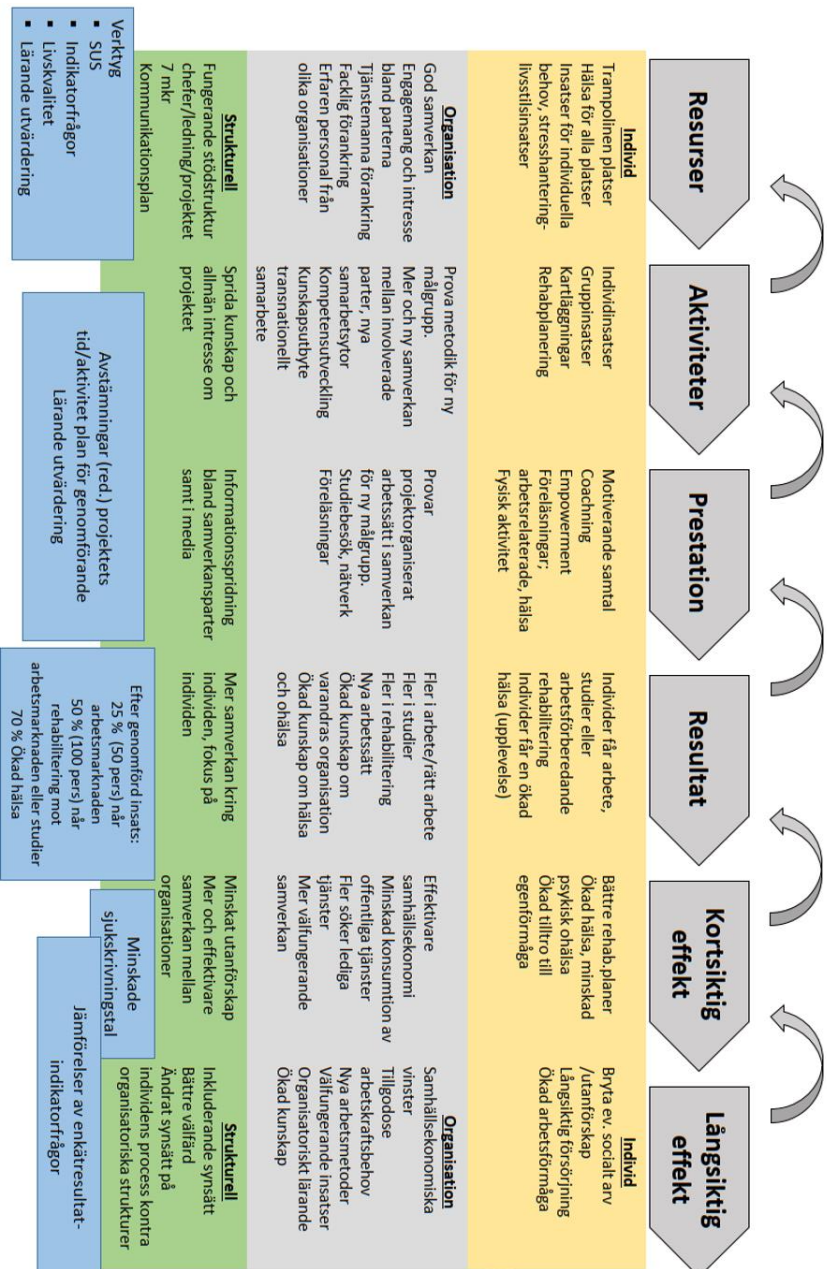 Resurser
Aktiviteter
Prestation
Resultat
Kortsiktig
effekt
Långsiktig
effekt
Individ
Trampolinen platser
Hälsa för alla platser
Insatser för individuella
behov, stresshantering-
livsstilsinsatser
Individinsatser
Gruppinsatser
Kartläggningar
Rehabplanering
Motiverande samtal
Coachning
Empowerment
Föreläsningar;
arbetsrelaterade, hälsa
Fysisk aktivitet
Individer får arbete,
studier eller
arbetsförberedande
rehabilitering
Individer får en ökad
hälsa (upplevelse)
Bättre rehab.planer
Ökad hälsa, minskad
psykisk ohälsa
Ökad tilltro till
egenförmåga
Individ
Bryta ev. socialt arv
/utanförskap
Långsiktig försörjning
Ökad arbetsförmåga
Organisation
God samverkan
Engagemang och intresse
bland parterna
Tjänstemanna förankring
Facklig förankring
Erfaren personal från
olika organisationer
Prova metodik för ny
målgrupp.
Mer och ny samverkan
mellan involverade
parter, nya
samarbetsytor
Kompetensutveckling
Kunskapsutbyte
transnationellt
samarbete
Provar
projektorganiserat
arbetssätt i samverkan
för ny målgrupp.
Studiebesök, nätverk
Föreläsningar
Fler i arbete/rätt arbete
Fler i studier
Fler i rehabilitering
Nya arbetssätt
Ökad kunskap om
varandras organisation
Ökad kunskap om hälsa
och ohälsa
Effektivare
samhällsekonomi
Minskad konsumtion av
offentliga tjänster
Fler söker lediga
tjänster
Mer välfungerande
samverkan
Organisation
Samhällsekonomiska
vinster
Tillgodose
arbetskraftsbehov
Nya arbetsmetoder
Välfungerande insatser
Organisatoriskt lärande
Ökad kunskap
Strukturell
Fungerande stödstruktur
chefer/ledning/projektet
7 mkr
Kommunikationsplan
Sprida kunskap och
allmän intresse om
projektet
Informationsspridning
bland samverkansparter
samt i media
Mer samverkan kring
individen, fokus på
individen
Minskat utanförskap
Mer och effektivare
samverkan mellan
organisationer
Strukturell
Inkluderande synsätt
Bättre välfärd
Ändrat synsätt på
individens process kontra
organisatoriska strukturer
Verktyg
▪ SUS
▪ Indikatorfrågor
▪ Livskvalitet
▪ Lärande utvärdering
Avstämningar (red.) projektets
tid/aktivitet plan för genomförande
Lärande utvärdering
Efter genomförd insats:
25 % (50 pers) når
arbetsmarknaden
50 % (100 pers) når
rehabilitering mot
arbetsmarknaden eller studier
70 % Ökad hälsa
Minskade
sjukskrivningstal
Jämförelser av enkätresultat-
indikatorfrågor